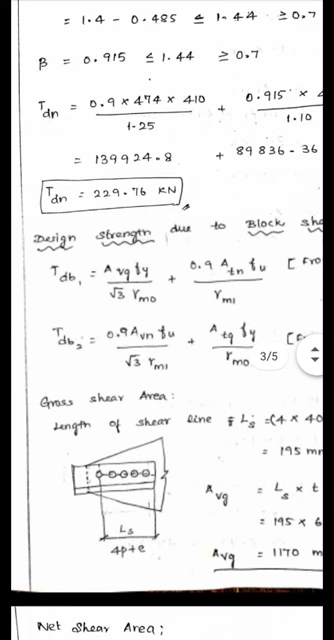 = 1.4 - 0.485 ≤ 1.44 ≥ 0.7
β = 0.915 ≤ 1.44 ≥ 0.7
Tdn = 0.9 x 474 x 410 / 1.25 + 0.915 x / 1.10
= 139924.8 + 89836.36
Tdn = 229.76 KN
Design strength due to Block
Tdb1 = Avg fy / √3 γmo + 0.9 Atn fu / γm1
Tdb2 = 0.9 Avn fu / √3 γm1 + Atg fy / γmo
3/5
Gross shear Area:
Length of shear line = Ls = (4 x 40
= 195
Avg = Ls x t
= 195 x 6
Avg = 1170
Ls
4p+e
Net Shear Area;